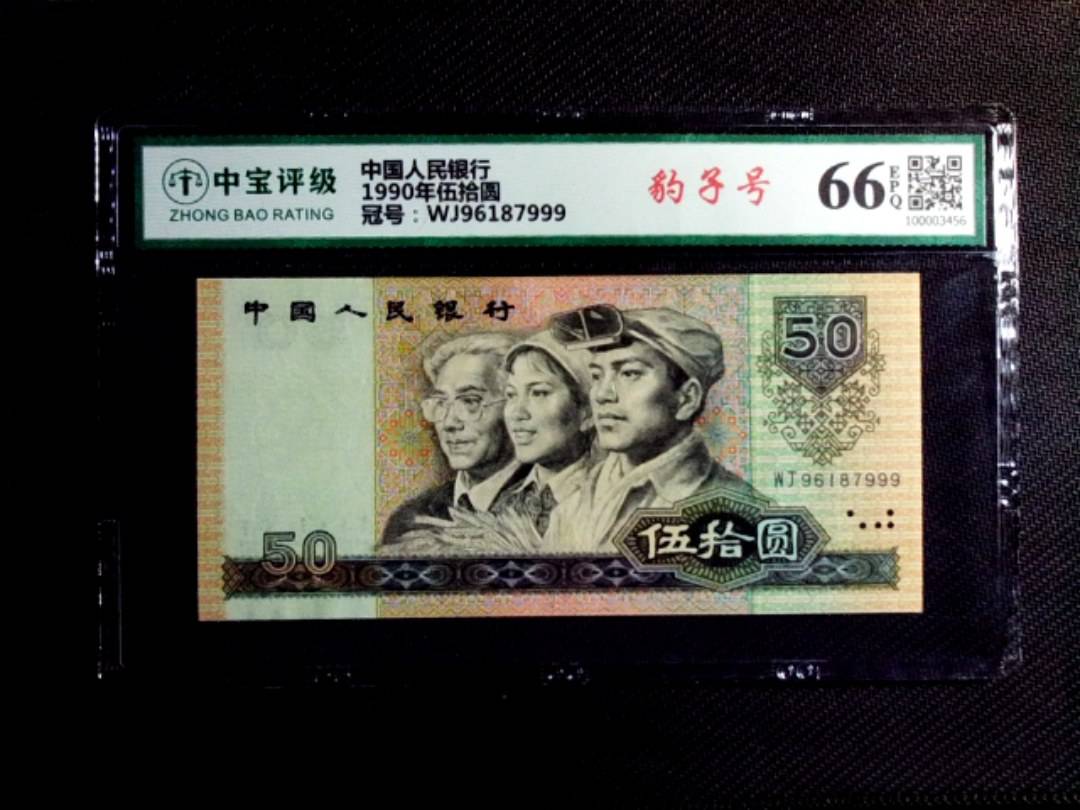 中宝评级
ZHONG BAO RATING
中国人民银行
1990年伍拾圆
冠号：WJ96187999
豹子号
66
EPQ
100003456
中国人民银行
50
WJ96187999
50
伍拾圆